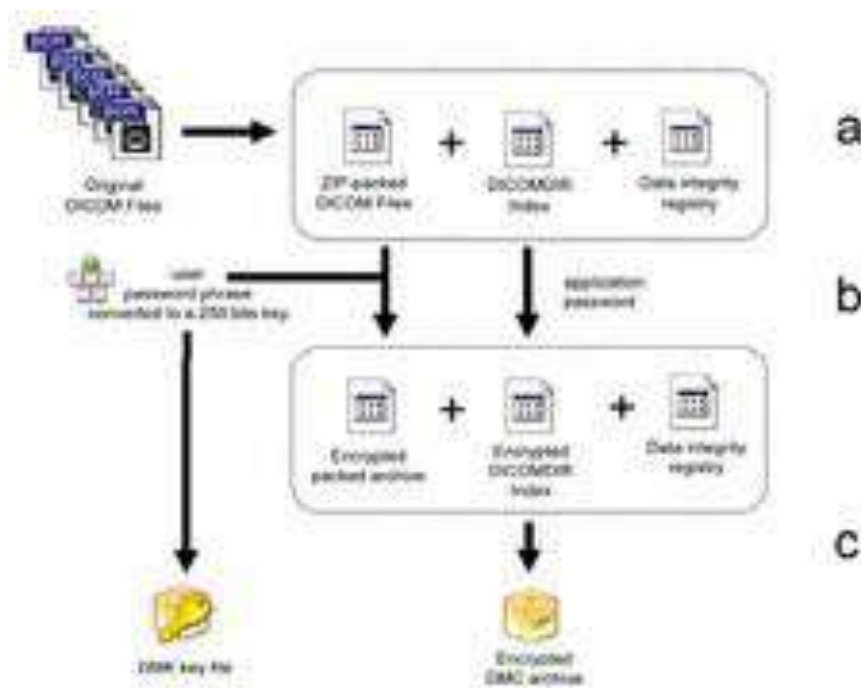 a
Original
DICOM Files
ZIP-packed
DICOM Files
+
DICOMDIR
Index
+
Data integrity
registry
user
password phrase
converted to a 256 bits key
application
password
b
Encrypted
packed archive
+
Encrypted
DICOMDIR
Index
+
Data integrity
registry
c
key file
Encrypted
DMC archive